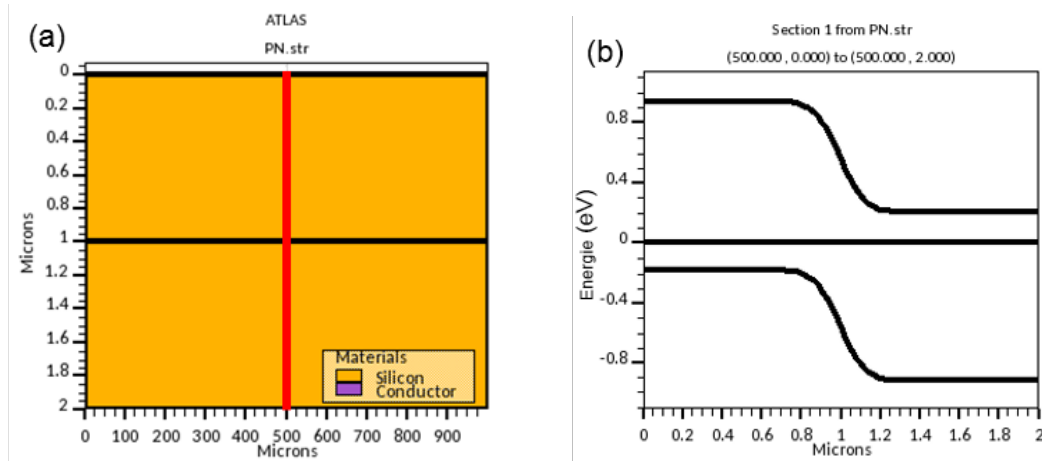 (a)
ATLAS
PN.str
0
0.2
0.4
0.6
0.8
1
1.2
1.4
1.6
1.8
2
Microns
Materials
Silicon
Conductor
0 100 200 300 400 500 600 700 800 900
Microns
(b)
Section 1 from PN.str
(500.000 , 0.000) to (500.000 , 2.000)
0.8
0.4
0
-0.4
-0.8
Energie (eV)
0 0.2 0.4 0.6 0.8 1 1.2 1.4 1.6 1.8 2
Microns